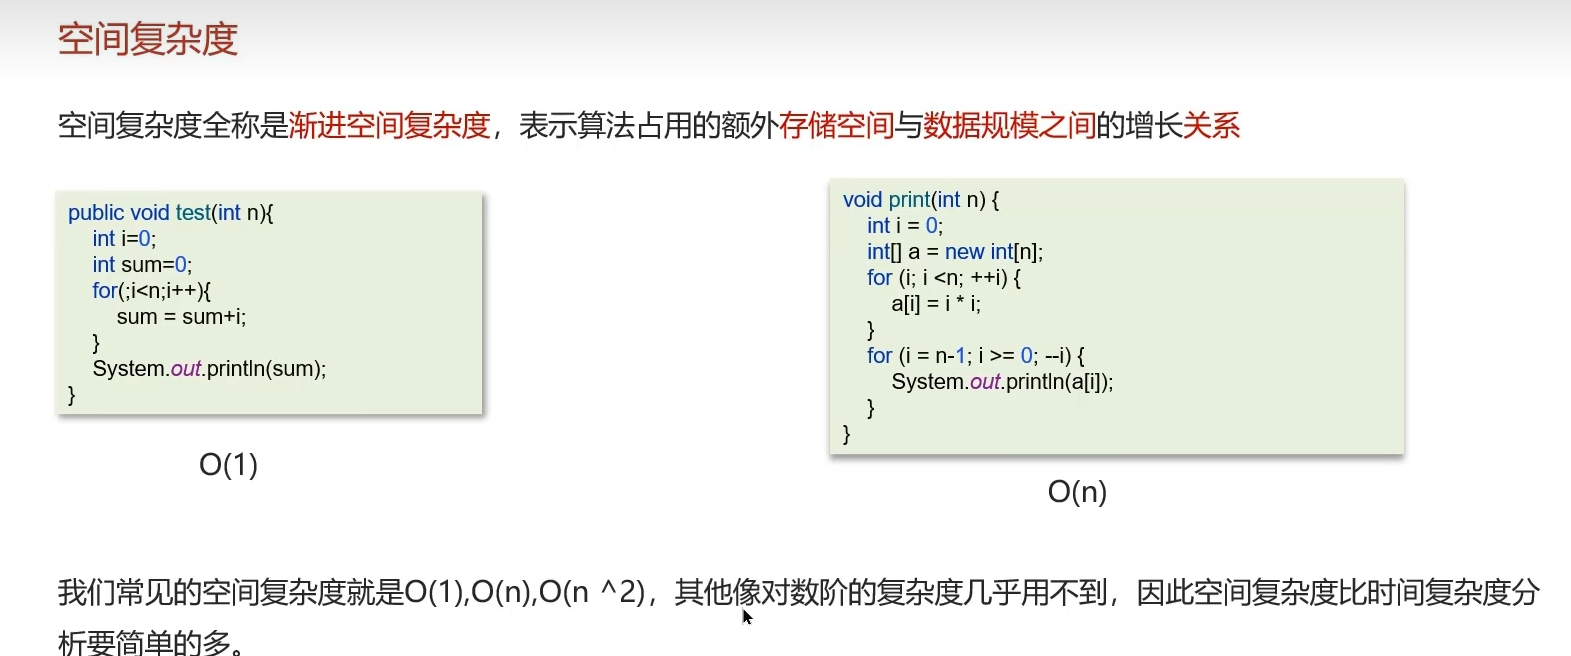 空间复杂度
空间复杂度全称是渐进空间复杂度，表示算法占用的额外存储空间与数据规模之间的增长关系
public void test(int n){
int i=0;
int sum=0;
for(;i<n;i++){
sum = sum+i;
}
System.out.println(sum);
}
O(1)
void print(int n) {
int i = 0;
int[] a = new int[n];
for (i; i <n; ++i) {
a[i] = i * i;
}
for (i = n-1; i >= 0; --i) {
System.out.println(a[i]);
}
}
O(n)
我们常见的空间复杂度就是O(1),O(n),O(n ^2)，其他像对数阶的复杂度几乎用不到，因此空间复杂度比时间复杂度分
析要简单的多。